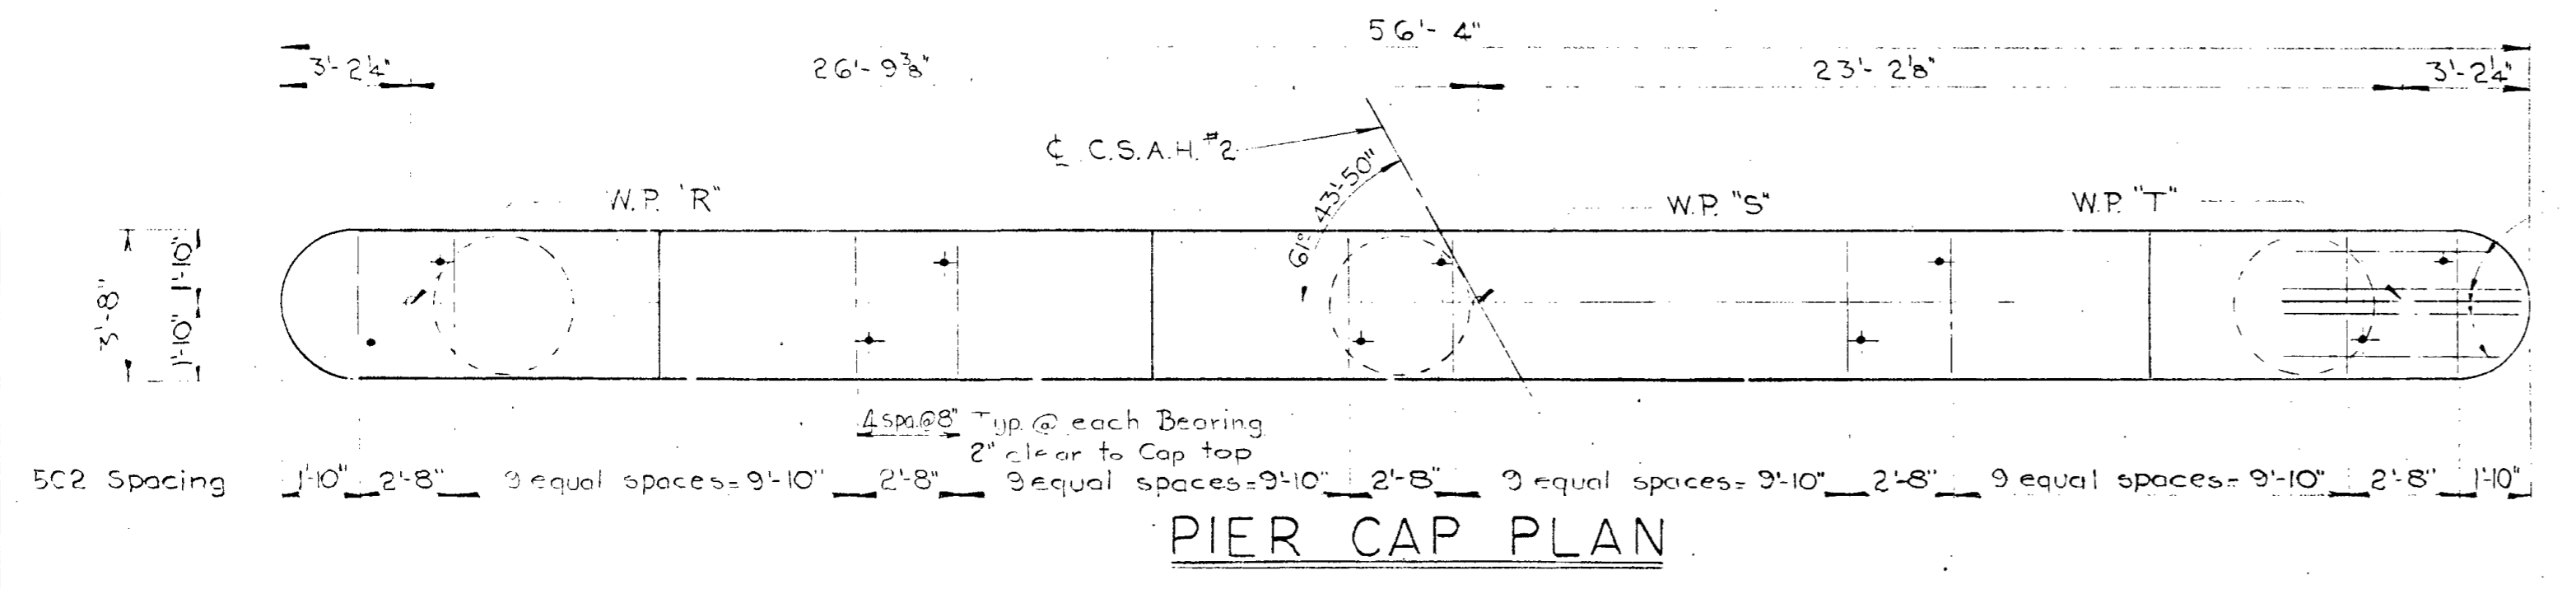 56'-4"
3'-2¼" 26'-9⅜" 23'-2⅛" 3'-2¼"
℄ C.S.A.H. #2
61°-43'-50"
W.P. "R" W.P. "S" W.P. "T"
3'-8" 1'-10" 1'-10"
4 spa.@8" Typ. @ each Bearing
2" clear to Cap top
5C2 Spacing 1'-10" 2'-8" 9 equal spaces=9'-10" 2'-8" 9 equal spaces=9'-10" 2'-8" 9 equal spaces=9'-10" 2'-8" 9 equal spaces=9'-10" 2'-8" 1'-10"
PIER CAP PLAN